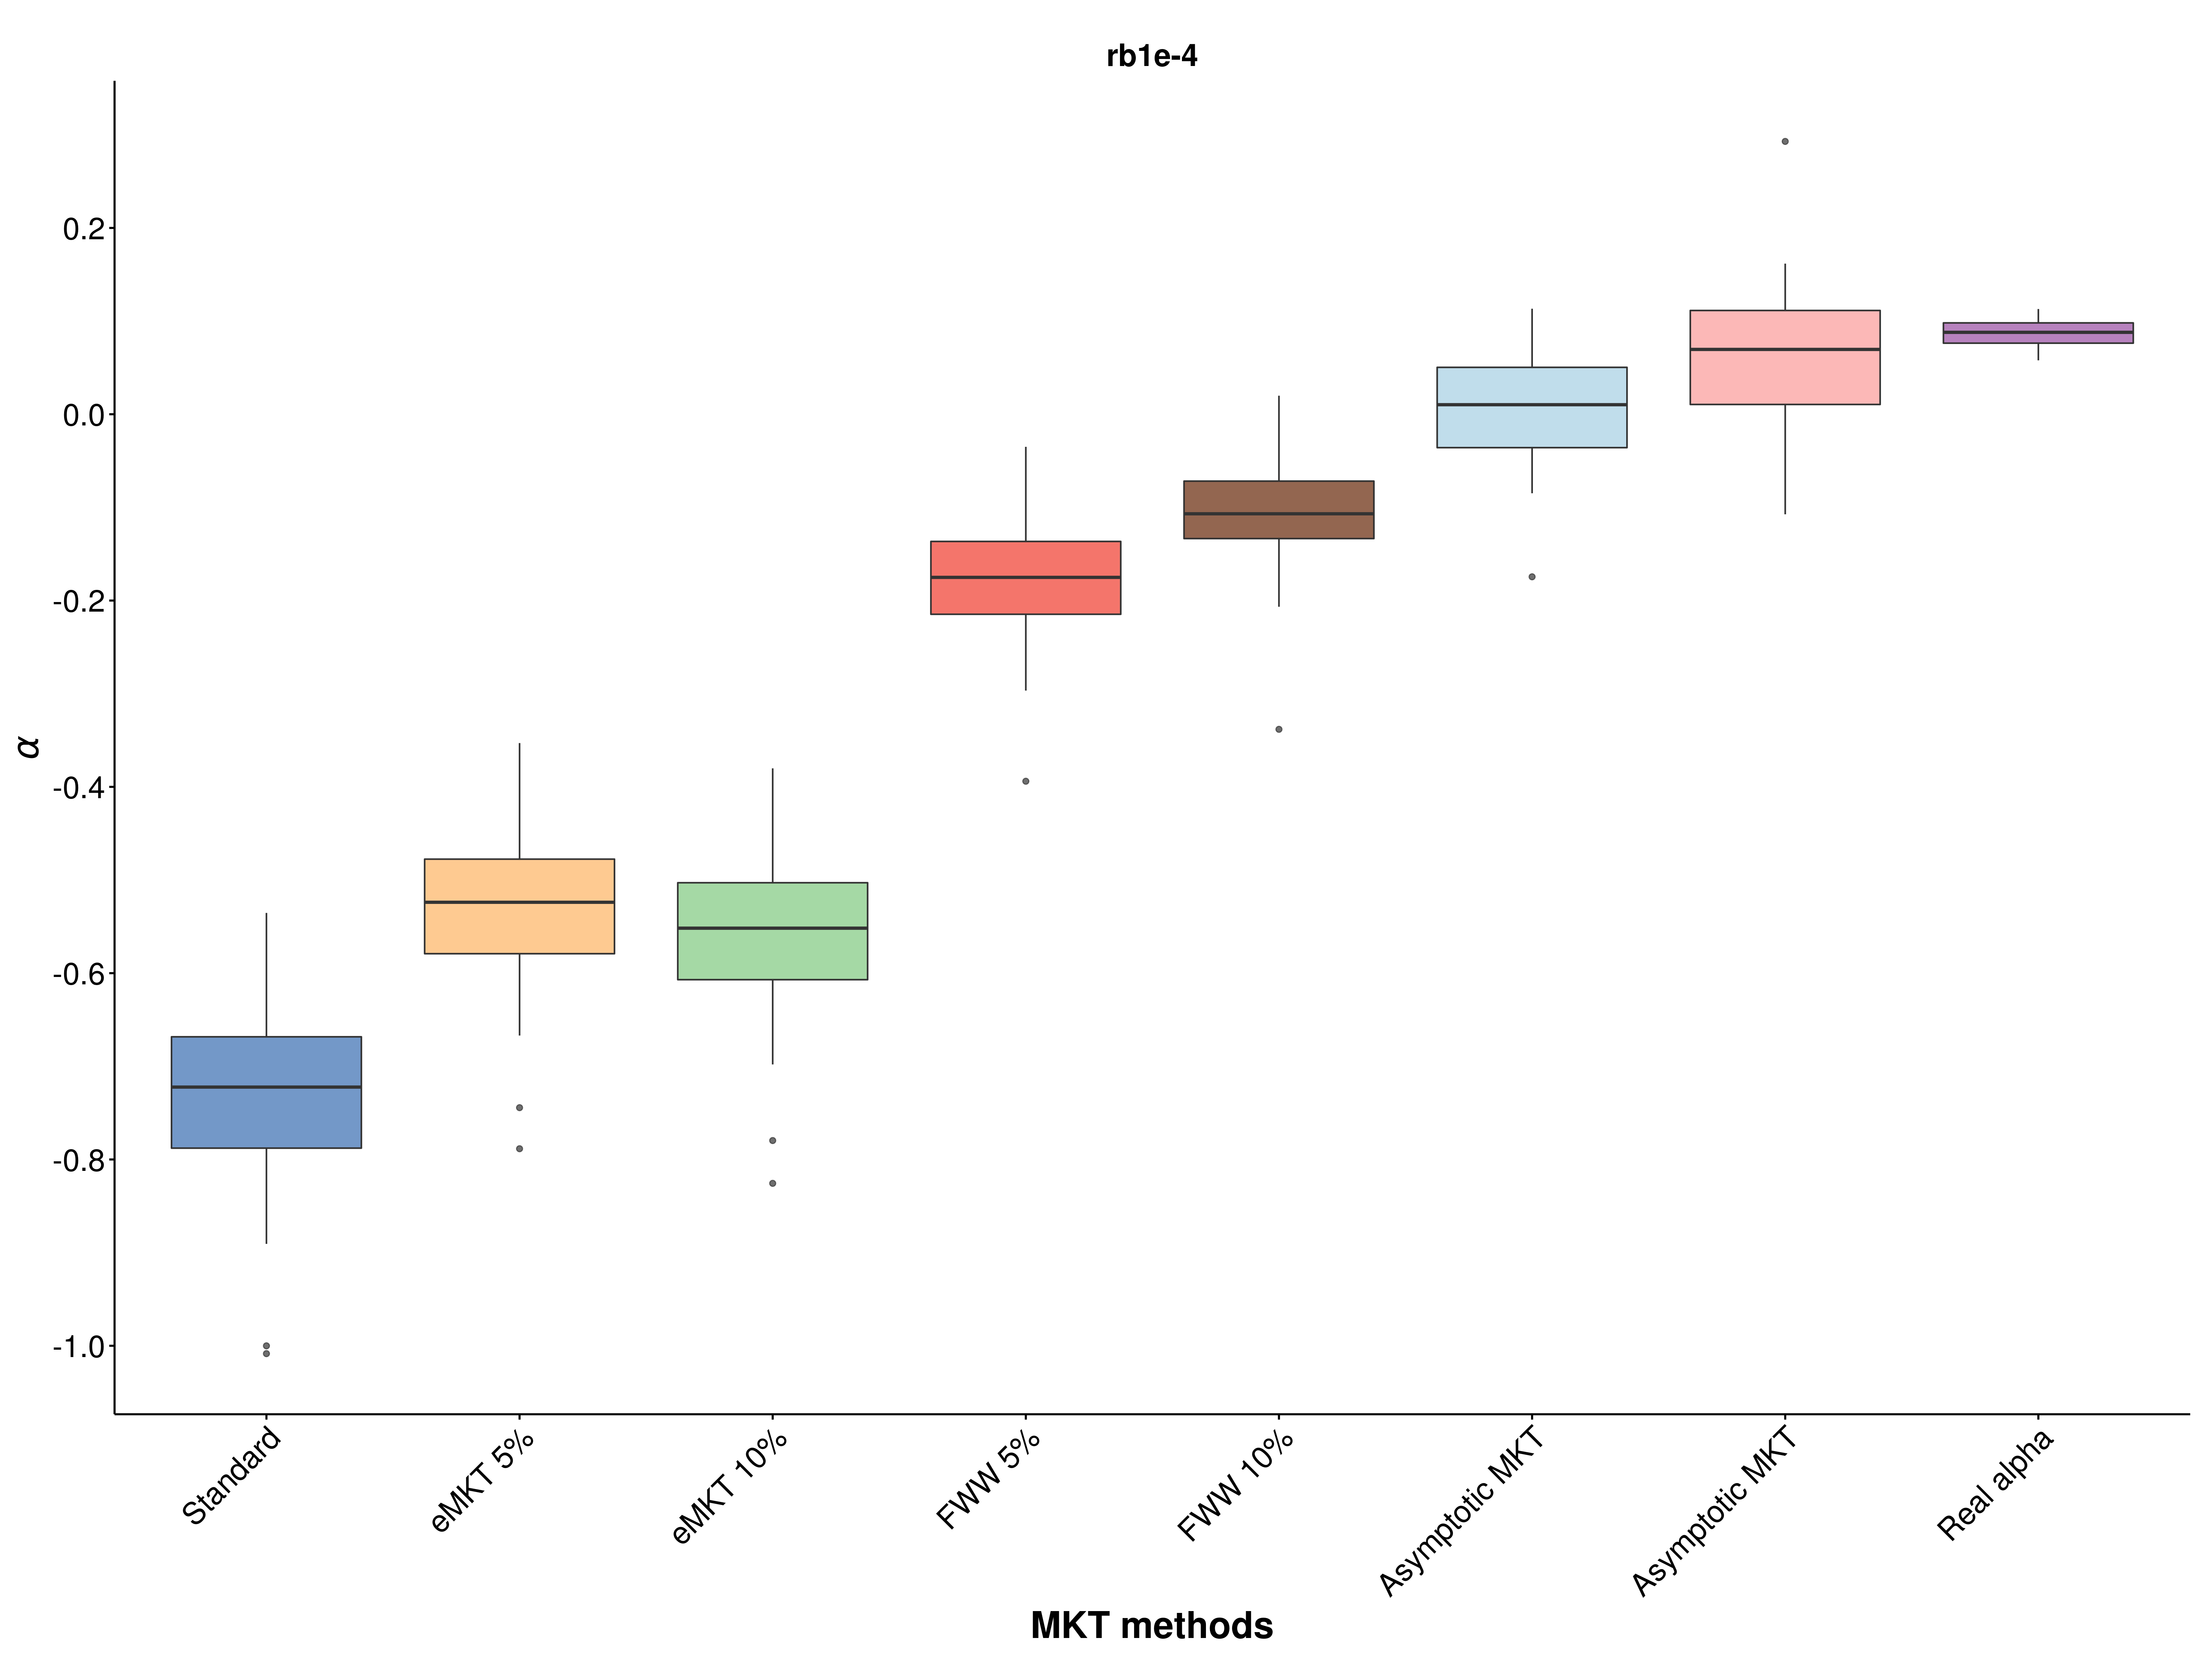 rb1e-4
α
0.2
0.0
-0.2
-0.4
-0.6
-0.8
-1.0
Standard
eMKT 5%
eMKT 10%
FWW 5%
FWW 10%
Asymptotic MKT
Asymptotic MKT
Real alpha
MKT methods